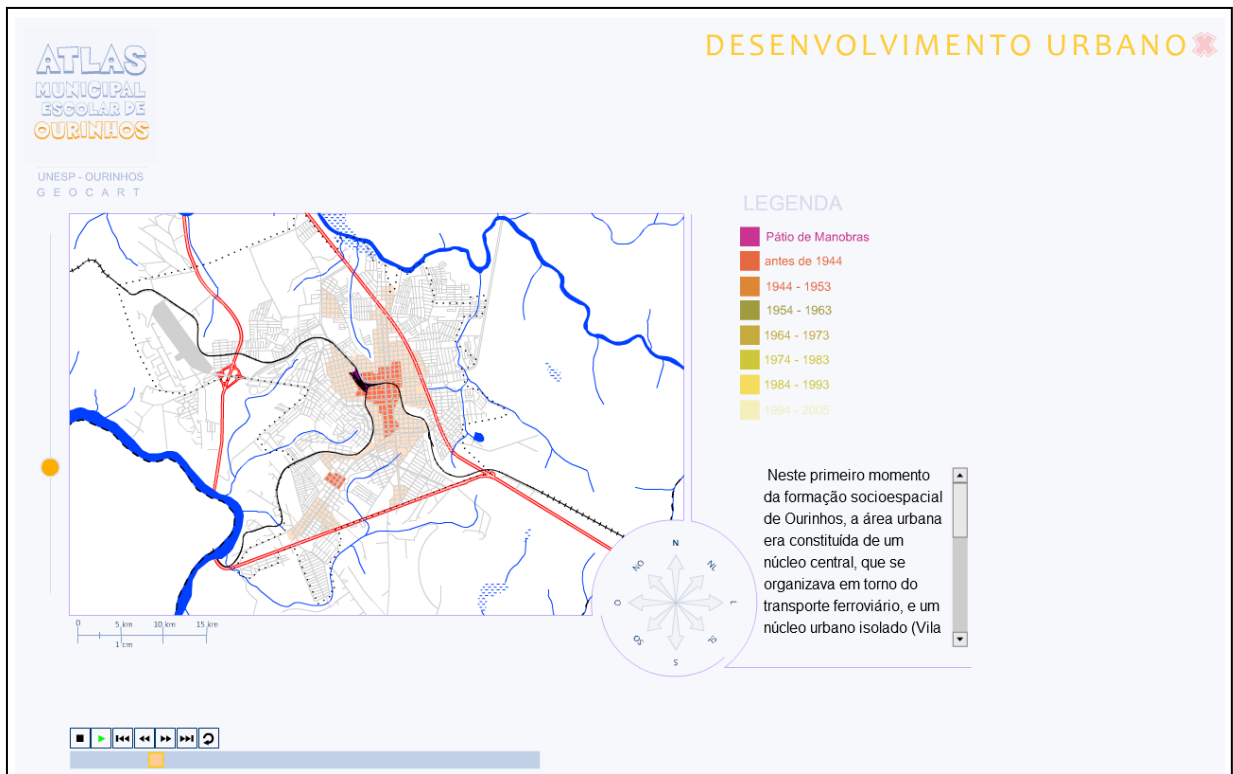 DESENVOLVIMENTO URBANO
ATLAS
MUNICIPAL
ESCOLAR DE
OURINHOS
UNESP - OURINHOS
GEOCART
LEGENDA
Pátio de Manobras
antes de 1944
1944 - 1953
1954 - 1963
1964 - 1973
1974 - 1983
1984 - 1993
1994 - 2005
Neste primeiro momento
da formação socioespacial
de Ourinhos, a área urbana
era constituída de um
núcleo central, que se
organizava em torno do
transporte ferroviário, e um
núcleo urbano isolado (Vila
N
NO
NL
O
L
SO
SL
S
0 5 km 10 km 15 km
1 cm